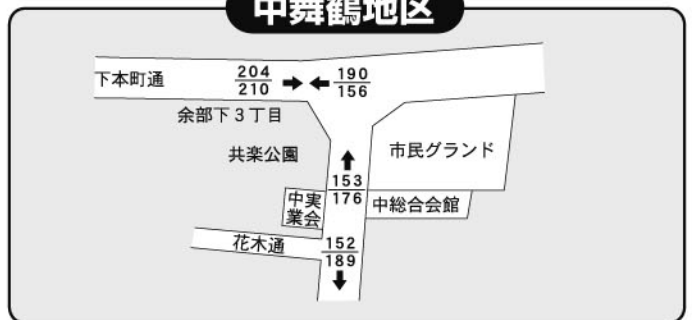 中舞鶴地区
下本町通
204
210
190
156
余部下3丁目
共楽公園
市民グランド
153
176
中実
業会
中総合会館
花木通
152
189